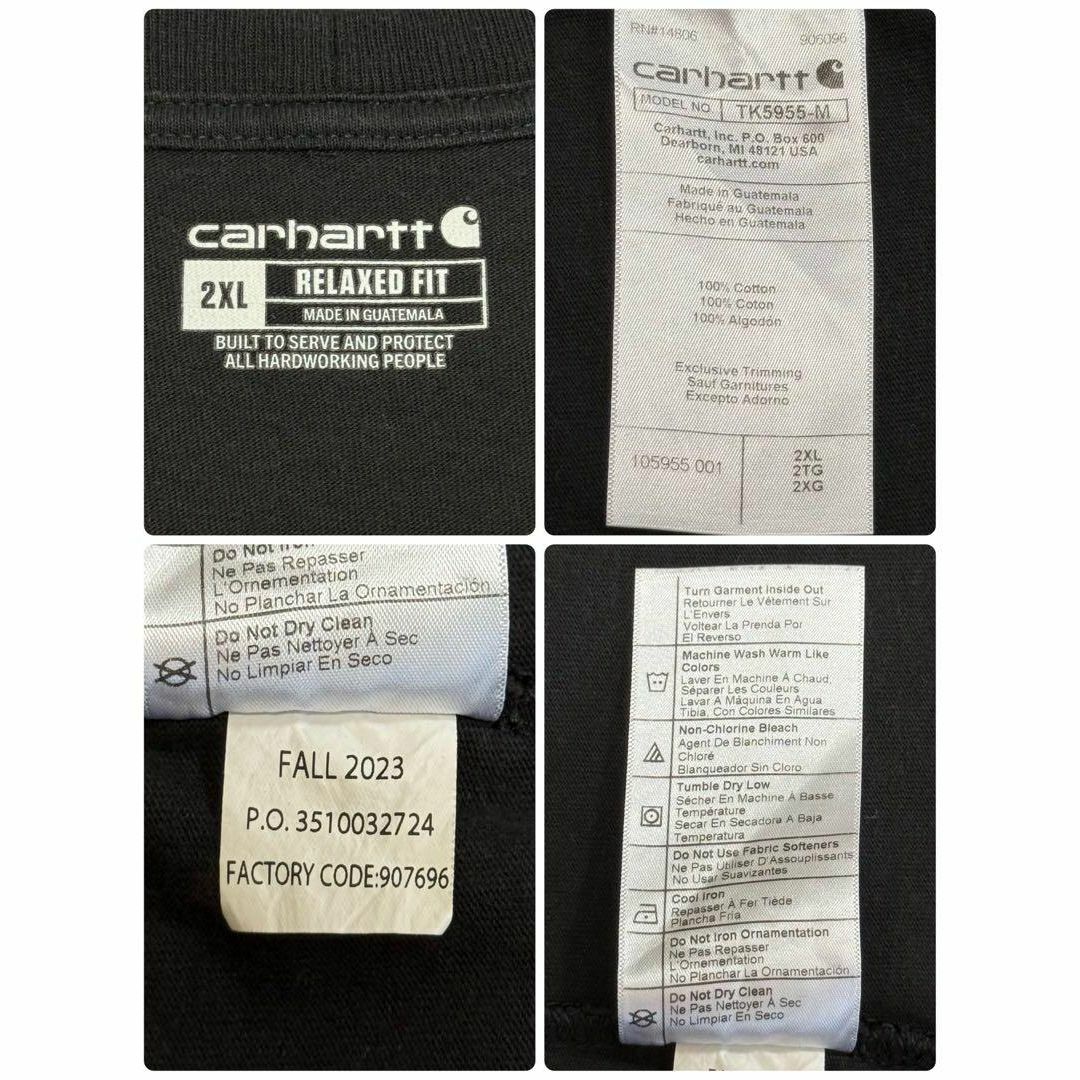 carhartt
2XL
RELAXED FIT
MADE IN GUATEMALA
BUILT TO SERVE AND PROTECT
ALL HARDWORKING PEOPLE
RN#14806 906096
carhartt
MODEL NO. TK5955-M
Carhartt, Inc. P.O. Box 600
Dearborn, MI 48121 USA
carhartt.com
Made in Guatemala
Fabriqué au Guatemala
Hecho en Guatemala
100% Cotton
100% Coton
100% Algodon
Exclusive Trimming
Sauf Garnitures
Excepto Adorno
105955 001
2XL
2TG
2XG
Do Not Iron
Ne Pas Repasser
L'Ornementation
No Planchar La Ornamentación
Do Not Dry Clean
Ne Pas Nettoyer À Sec
No Limpiar En Seco
FALL 2023
P.O. 3510032724
FACTORY CODE:907696
Turn Garment Inside Out
Retourner Le Vêtement Sur
L'Envers
Voltear La Prenda Por
El Reverso
Machine Wash Warm Like
Colors
Laver En Machine À Chaud,
Séparer Les Couleurs
Lavar A Máquina En Agua
Tibia, Con Colores Similares
Non-Chlorine Bleach
Agent De Blanchiment Non
Chloré
Blanqueador Sin Cloro
Tumble Dry Low
Sécher En Machine À Basse
Température
Secar En Secadora A Baja
Temperatura
Do Not Use Fabric Softeners
Ne Pas Utiliser D'Assouplissants
No Usar Suavizantes
Cool Iron
Repasser À Fer Tiède
Plancha Fria
Do Not Iron Ornamentation
Ne Pas Repasser
L'Ornementation
No Planchar La Ornamentación
Do Not Dry Clean
Ne Pas Nettoyer À Sec
No Limpiar En Seco